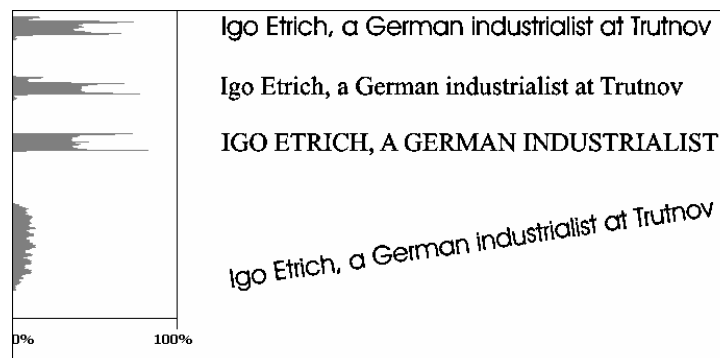 Igo Etrich, a German industrialist at Trutnov
Igo Etrich, a German industrialist at Trutnov
IGO ETRICH, A GERMAN INDUSTRIALIST
Igo Etrich, a German industrialist at Trutnov
0% 100%